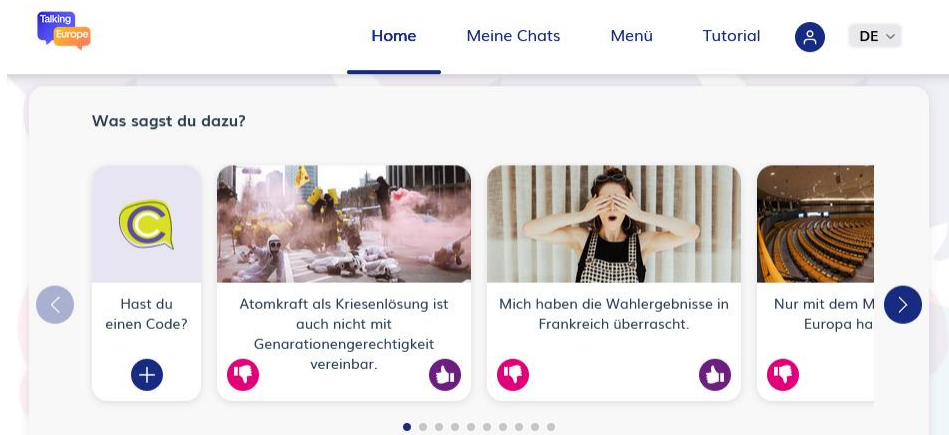 Talking
Europe
Home
Meine Chats
Menü
Tutorial
DE
Was sagst du dazu?
C
Hast du
einen Code?
Atomkraft als Kriesenlösung ist
auch nicht mit
Genarationengerechtigkeit
vereinbar.
Mich haben die Wahlergebnisse in
Frankreich überrascht.
Nur mit dem M
Europa ha